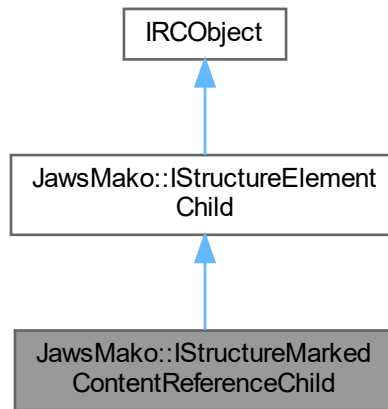 IRCObject
JawsMako::IStructureElement
Child
JawsMako::IStructureMarked
ContentReferenceChild